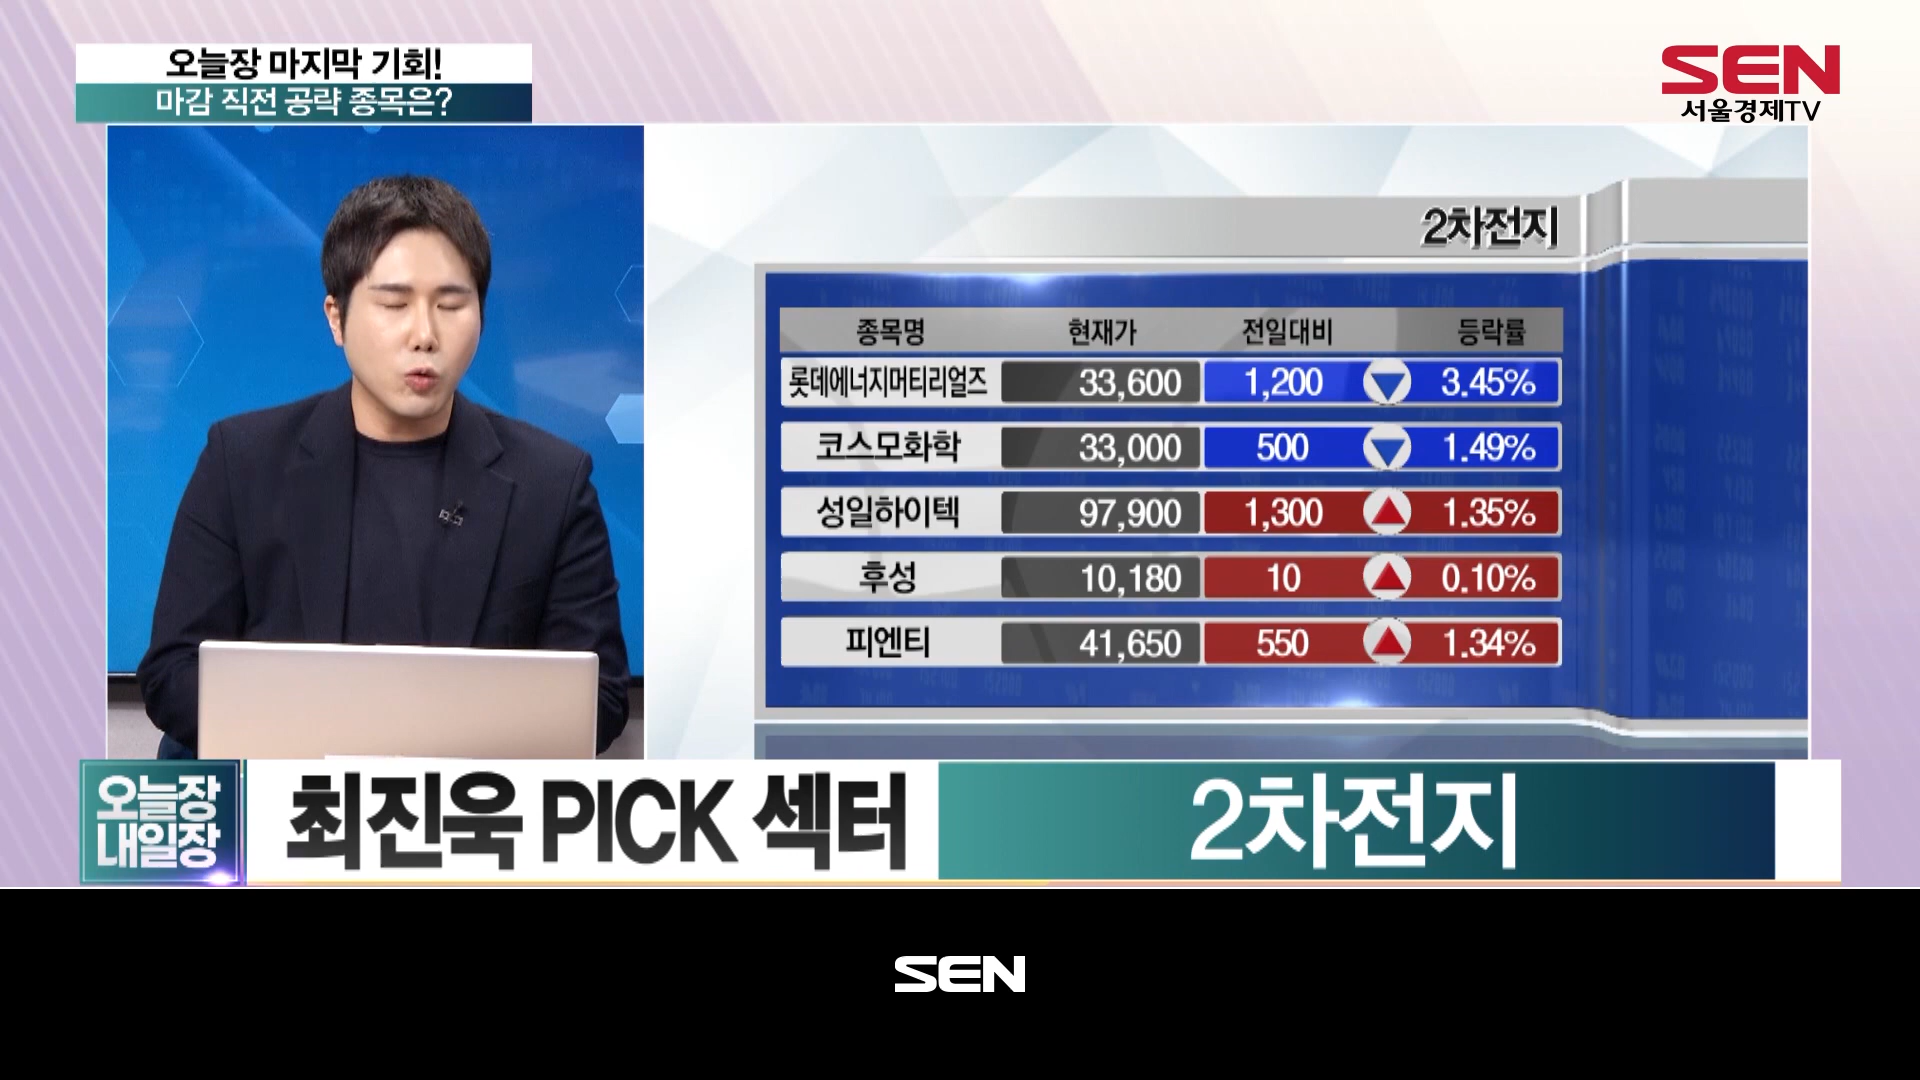 오늘장 마지막 기회!
마감 직전 공략 종목은?
SEN
서울경제TV
2차전지
종목명 현재가 전일대비 등락률
롯데에너지머티리얼즈 33,600 1,200 ▼ 3.45%
코스모화학 33,000 500 ▼ 1.49%
성일하이텍 97,900 1,300 ▲ 1.35%
후성 10,180 10 ▲ 0.10%
피엔티 41,650 550 ▲ 1.34%
오늘장
내일장
최진욱 PICK 섹터 2차전지
SEN